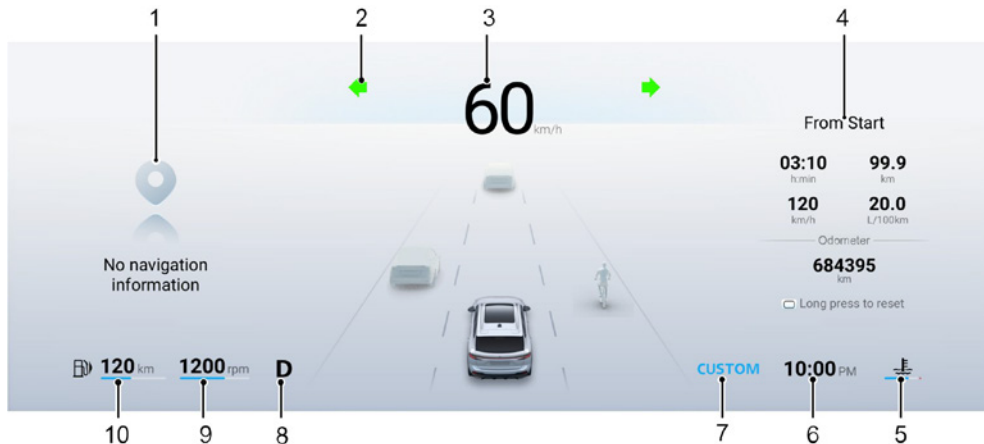 1 2 3 4
60 km/h
From Start
03:10 99.9
h:min km
120 20.0
km/h L/100km
Odometer
684395
km
Long press to reset
No navigation
information
120 km 1200 rpm D CUSTOM 10:00 PM
10 9 8 7 6 5